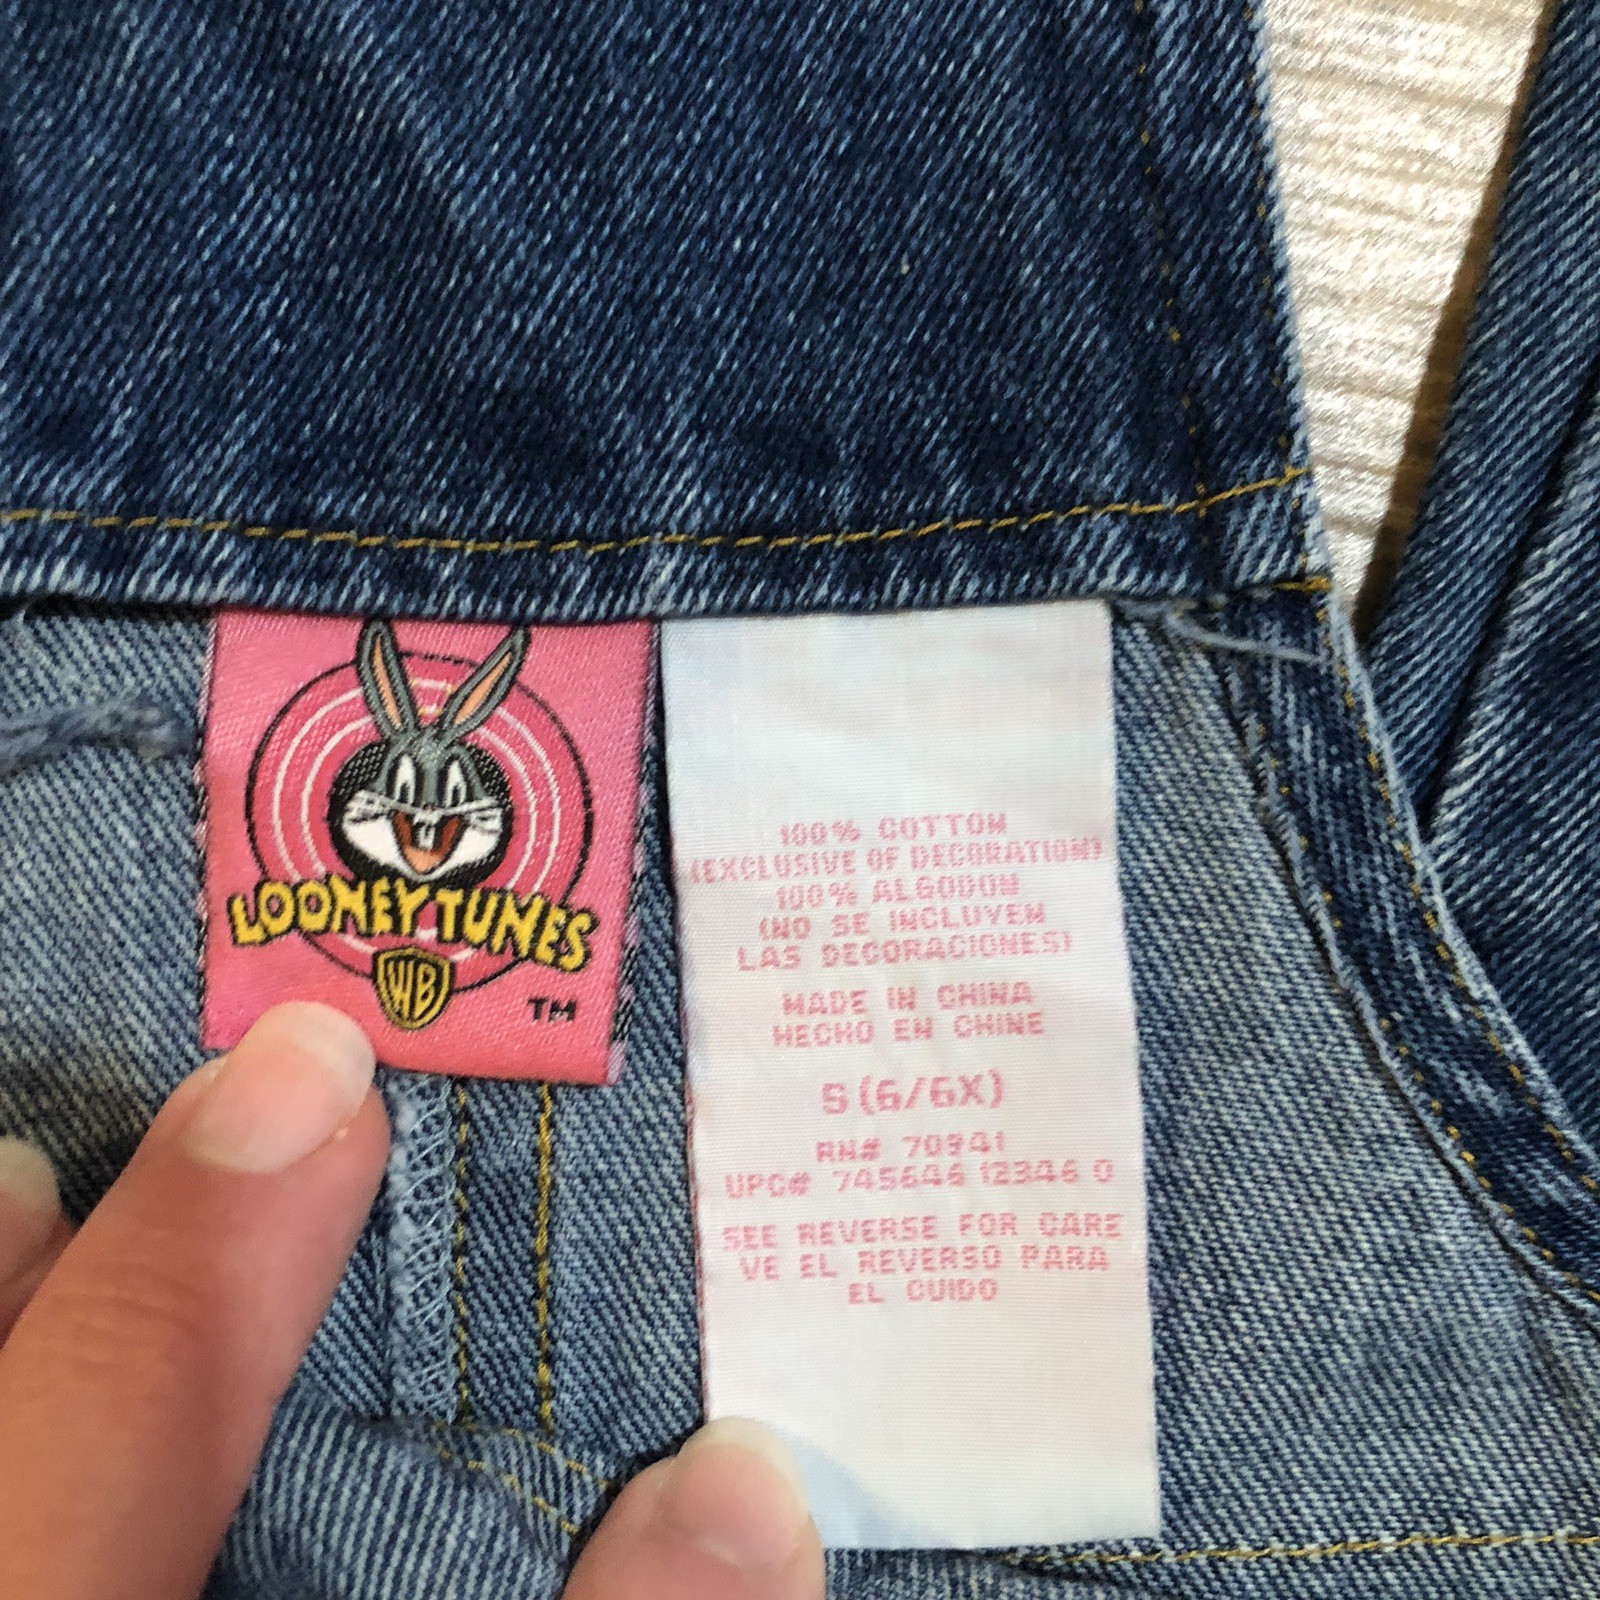 LOONEY TUNES
WB
TM
100% COTTON
(EXCLUSIVE OF DECORATION)
100% ALGODON
(NO SE INCLUYEN
LAS DECORACIONES)
MADE IN CHINA
HECHO EN CHINE
S (6/6X)
RN# 70941
UPC# 745646 12346 0
SEE REVERSE FOR CARE
VE EL REVERSO PARA
EL CUIDO